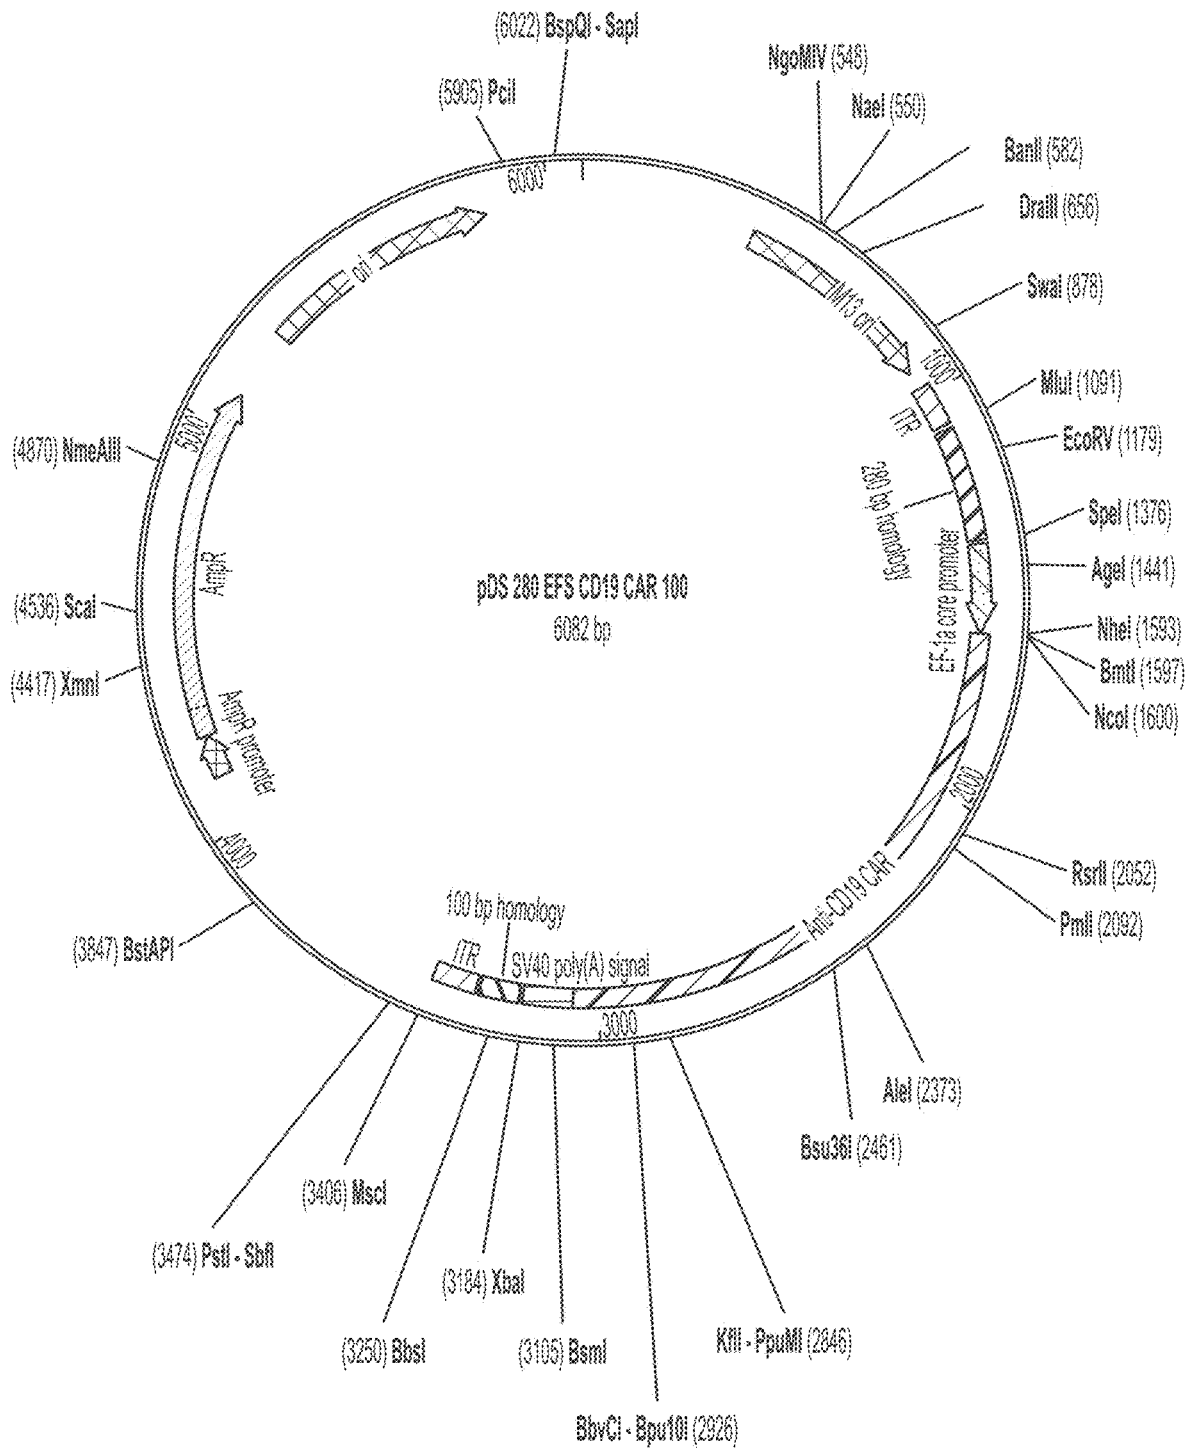 (6022) BspQI - SapI
(5905) PciI
NgoMIV (548)
NaeI (550)
BanII (582)
DraIII (656)
SwaI (878)
MluI (1091)
EcoRV (1179)
SpeI (1376)
AgeI (1441)
NheI (1593)
BmtI (1597)
NcoI (1600)
RsrII (2052)
PmlI (2092)
AleI (2373)
Bsu36I (2461)
KflI - PpuMI (2846)
BbvCI - Bpu10I (2926)
(3105) BsmI
(3184) XbaI
(3250) BbsI
(3406) MscI
(3474) PstI - SbfI
(3847) BstAPI
(4417) XmnI
(4536) ScaI
(4870) NmeAIII
6000
1000
2000
3000
4000
5000
ori
M13 ori
ITR
280 bp homology
EF-1a core promoter
Anti-CD19 CAR
SV40 poly(A) signal
100 bp homology
ITR
AmpR promoter
AmpR
pDS 280 EFS CD19 CAR 100
6082 bp